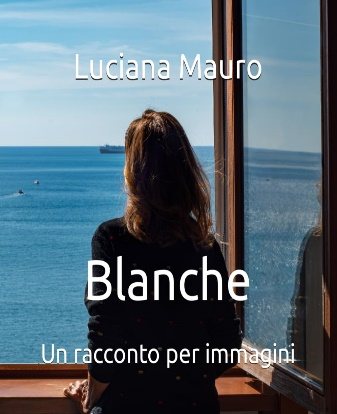 Luciana Mauro
Blanche
Un racconto per immagini